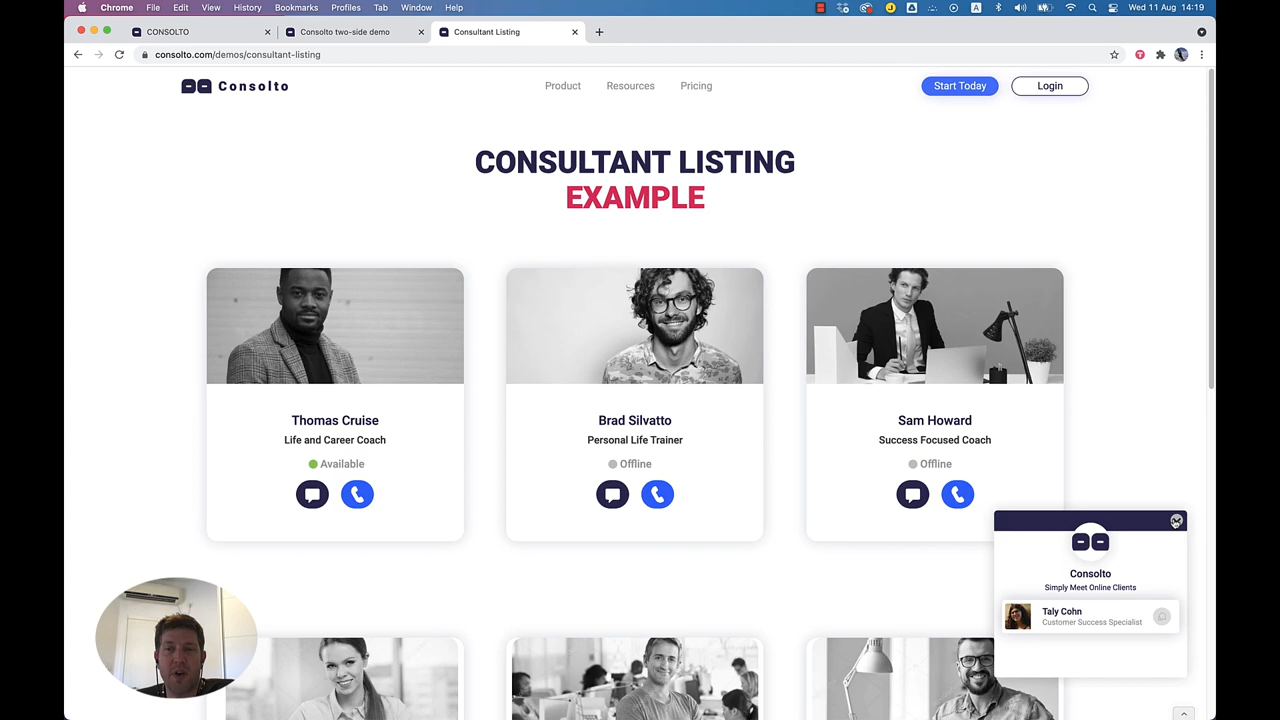 Chrome File Edit View History Bookmarks Profiles Tab Window Help Wed 11 Aug 14:19
CONSOLTO Consolto two-side demo Consultant Listing
consolto.com/demos/consultant-listing
Consolto Product Resources Pricing Start Today Login
CONSULTANT LISTING
EXAMPLE
Thomas Cruise
Life and Career Coach
Available
Brad Silvatto
Personal Life Trainer
Offline
Sam Howard
Success Focused Coach
Offline
Consolto
Simply Meet Online Clients
Taly Cohn
Customer Success Specialist